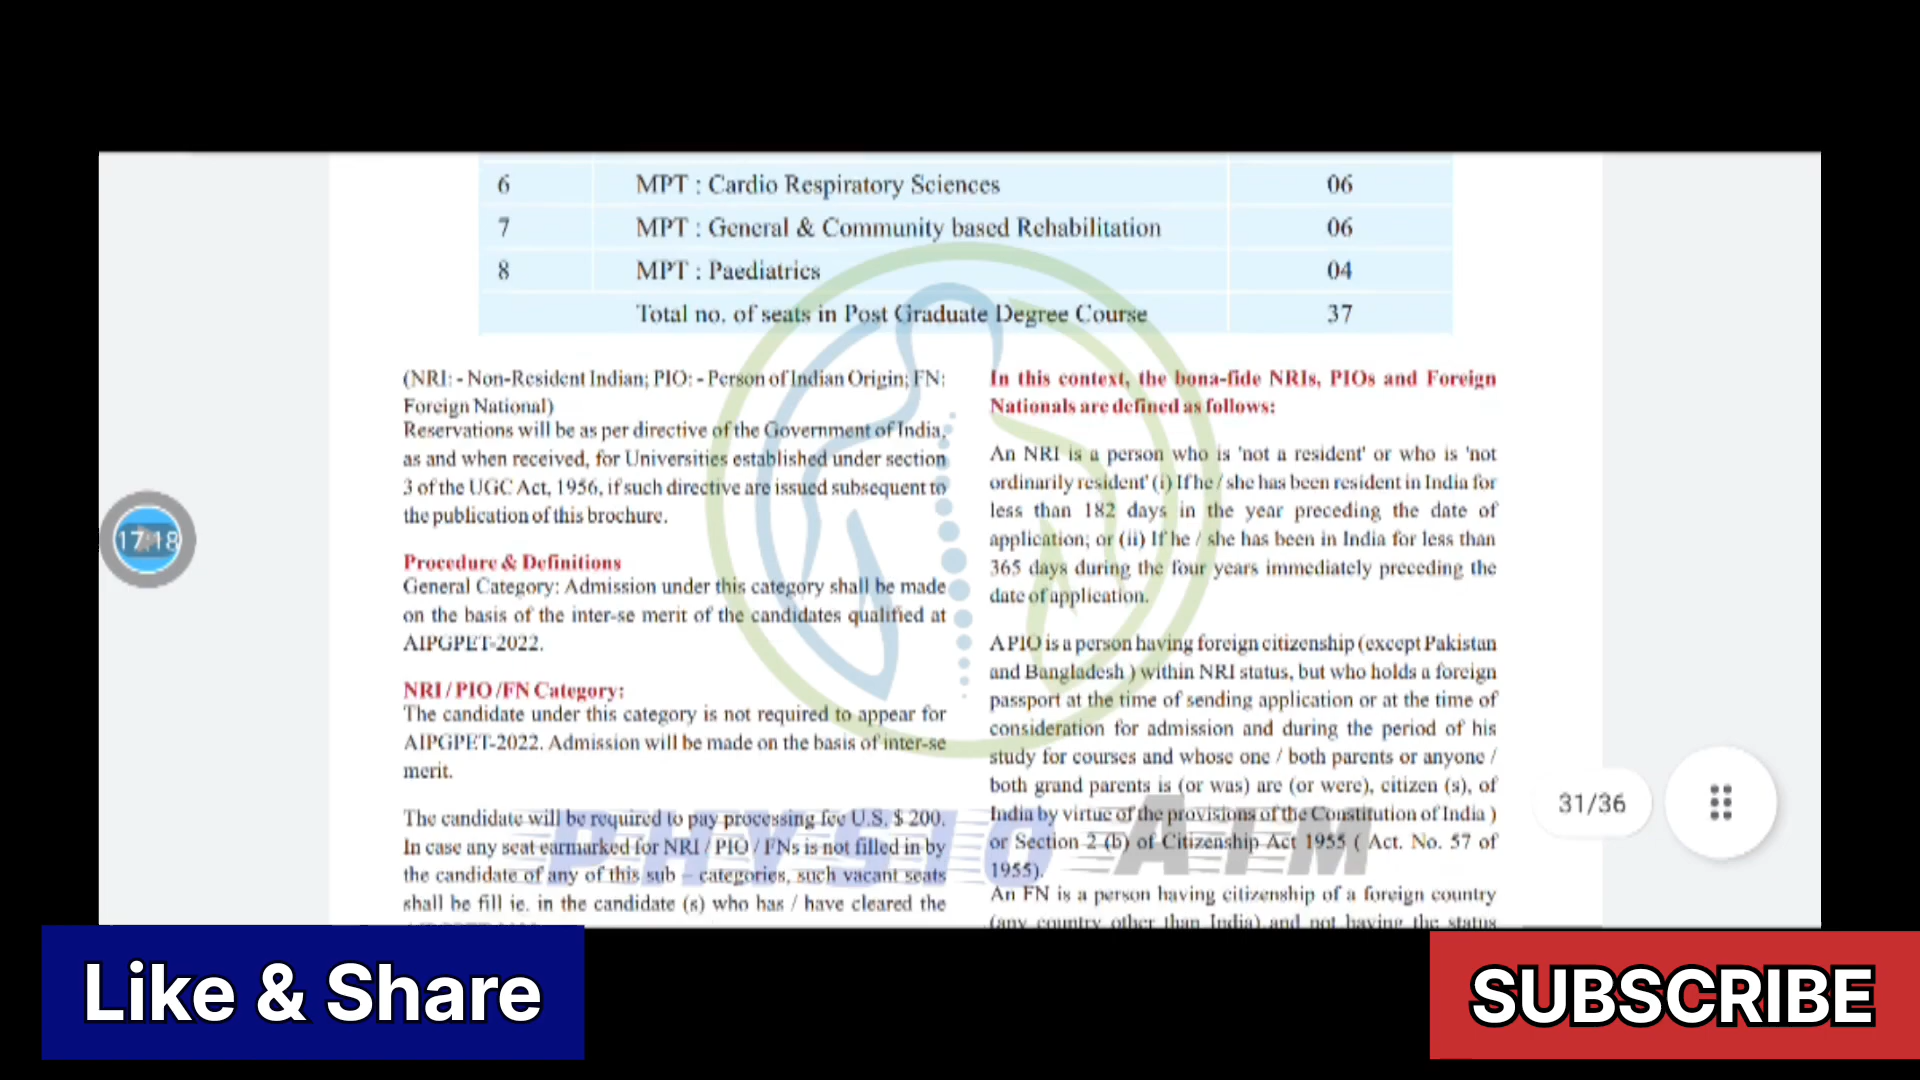 6 MPT : Cardio Respiratory Sciences 06
7 MPT : General & Community based Rehabilitation 06
8 MPT : Paediatrics 04
Total no. of seats in Post Graduate Degree Course 37
(NRI: - Non-Resident Indian; PIO: - Person of Indian Origin; FN:
Foreign National)
Reservations will be as per directive of the Government of India,
as and when received, for Universities established under section
3 of the UGC Act, 1956, if such directive are issued subsequent to
the publication of this brochure.
Procedure & Definitions
General Category: Admission under this category shall be made
on the basis of the inter-se merit of the candidates qualified at
AIPGPET-2022.
NRI / PIO /FN Category:
The candidate under this category is not required to appear for
AIPGPET-2022. Admission will be made on the basis of inter-se
merit.
The candidate will be required to pay processing fee U.S. $ 200.
In case any seat earmarked for NRI / PIO / FNs is not filled in by
the candidate of any of this sub – categories, such vacant seats
shall be fill ie. in the candidate (s) who has / have cleared the
In this context, the bona-fide NRIs, PIOs and Foreign
Nationals are defined as follows:
An NRI is a person who is 'not a resident' or who is 'not
ordinarily resident' (i) If he / she has been resident in India for
less than 182 days in the year preceding the date of
application; or (ii) If he / she has been in India for less than
365 days during the four years immediately preceding the
date of application.
A PIO is a person having foreign citizenship (except Pakistan
and Bangladesh ) within NRI status, but who holds a foreign
passport at the time of sending application or at the time of
consideration for admission and during the period of his
study for courses and whose one / both parents or anyone /
both grand parents is (or was) are (or were), citizen (s), of
India by virtue of the provisions of the Constitution of India )
or Section 2 (b) of Citizenship Act 1955 ( Act. No. 57 of
1955).
An FN is a person having citizenship of a foreign country
(any country other than India) and not having the status
PHYSIO AIM
17:18
31/36
Like & Share
SUBSCRIBE